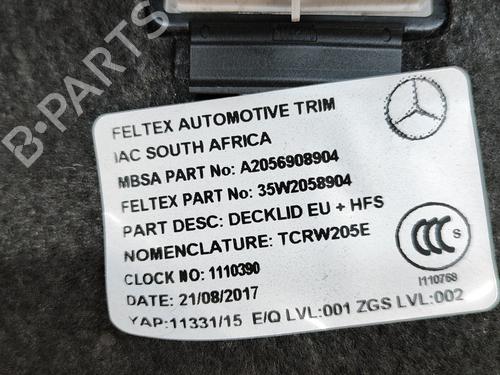 B-PARTS
FELTEX AUTOMOTIVE TRIM
IAC SOUTH AFRICA
MBSA PART No: A2056908904
FELTEX PART No: 35W2058904
PART DESC: DECKLID EU + HFS
NOMENCLATURE: TCRW205E
CLOCK NO: 1110390
DATE: 21/08/2017
YAP:11331/15 E/Q LVL:001 ZGS LVL:002
CCC S
I110768